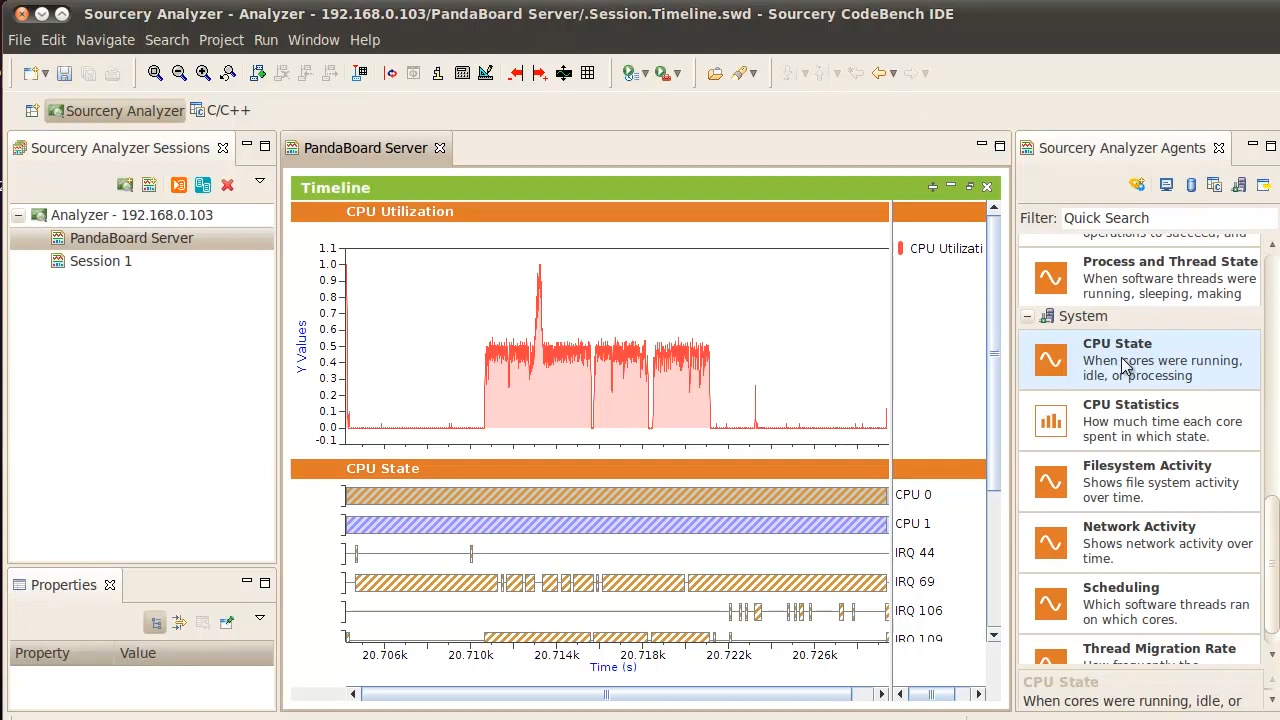 Sourcery Analyzer - Analyzer - 192.168.0.103/PandaBoard Server/.Session.Timeline.swd - Sourcery CodeBench IDE
File Edit Navigate Search Project Run Window Help
Sourcery Analyzer C/C++
Sourcery Analyzer Sessions
Analyzer - 192.168.0.103
PandaBoard Server
Session 1
Properties
Property Value
PandaBoard Server
Timeline
CPU Utilization
CPU Utilizati
1.1
1.0
0.9
0.8
0.7
0.6
0.5
0.4
0.3
0.2
0.1
0.0
-0.1
Y Values
CPU State
CPU 0
CPU 1
IRQ 44
IRQ 69
IRQ 106
IRQ 109
20.706k 20.710k 20.714k 20.718k 20.722k 20.726k
Time (s)
Sourcery Analyzer Agents
Filter: Quick Search
operations to succeed, and
Process and Thread State
When software threads were
running, sleeping, making
System
CPU State
When cores were running,
idle, or processing
CPU Statistics
How much time each core
spent in which state.
Filesystem Activity
Shows file system activity
over time.
Network Activity
Shows network activity over
time.
Scheduling
Which software threads ran
on which cores.
Thread Migration Rate
How frequently the
CPU State
When cores were running, idle, or